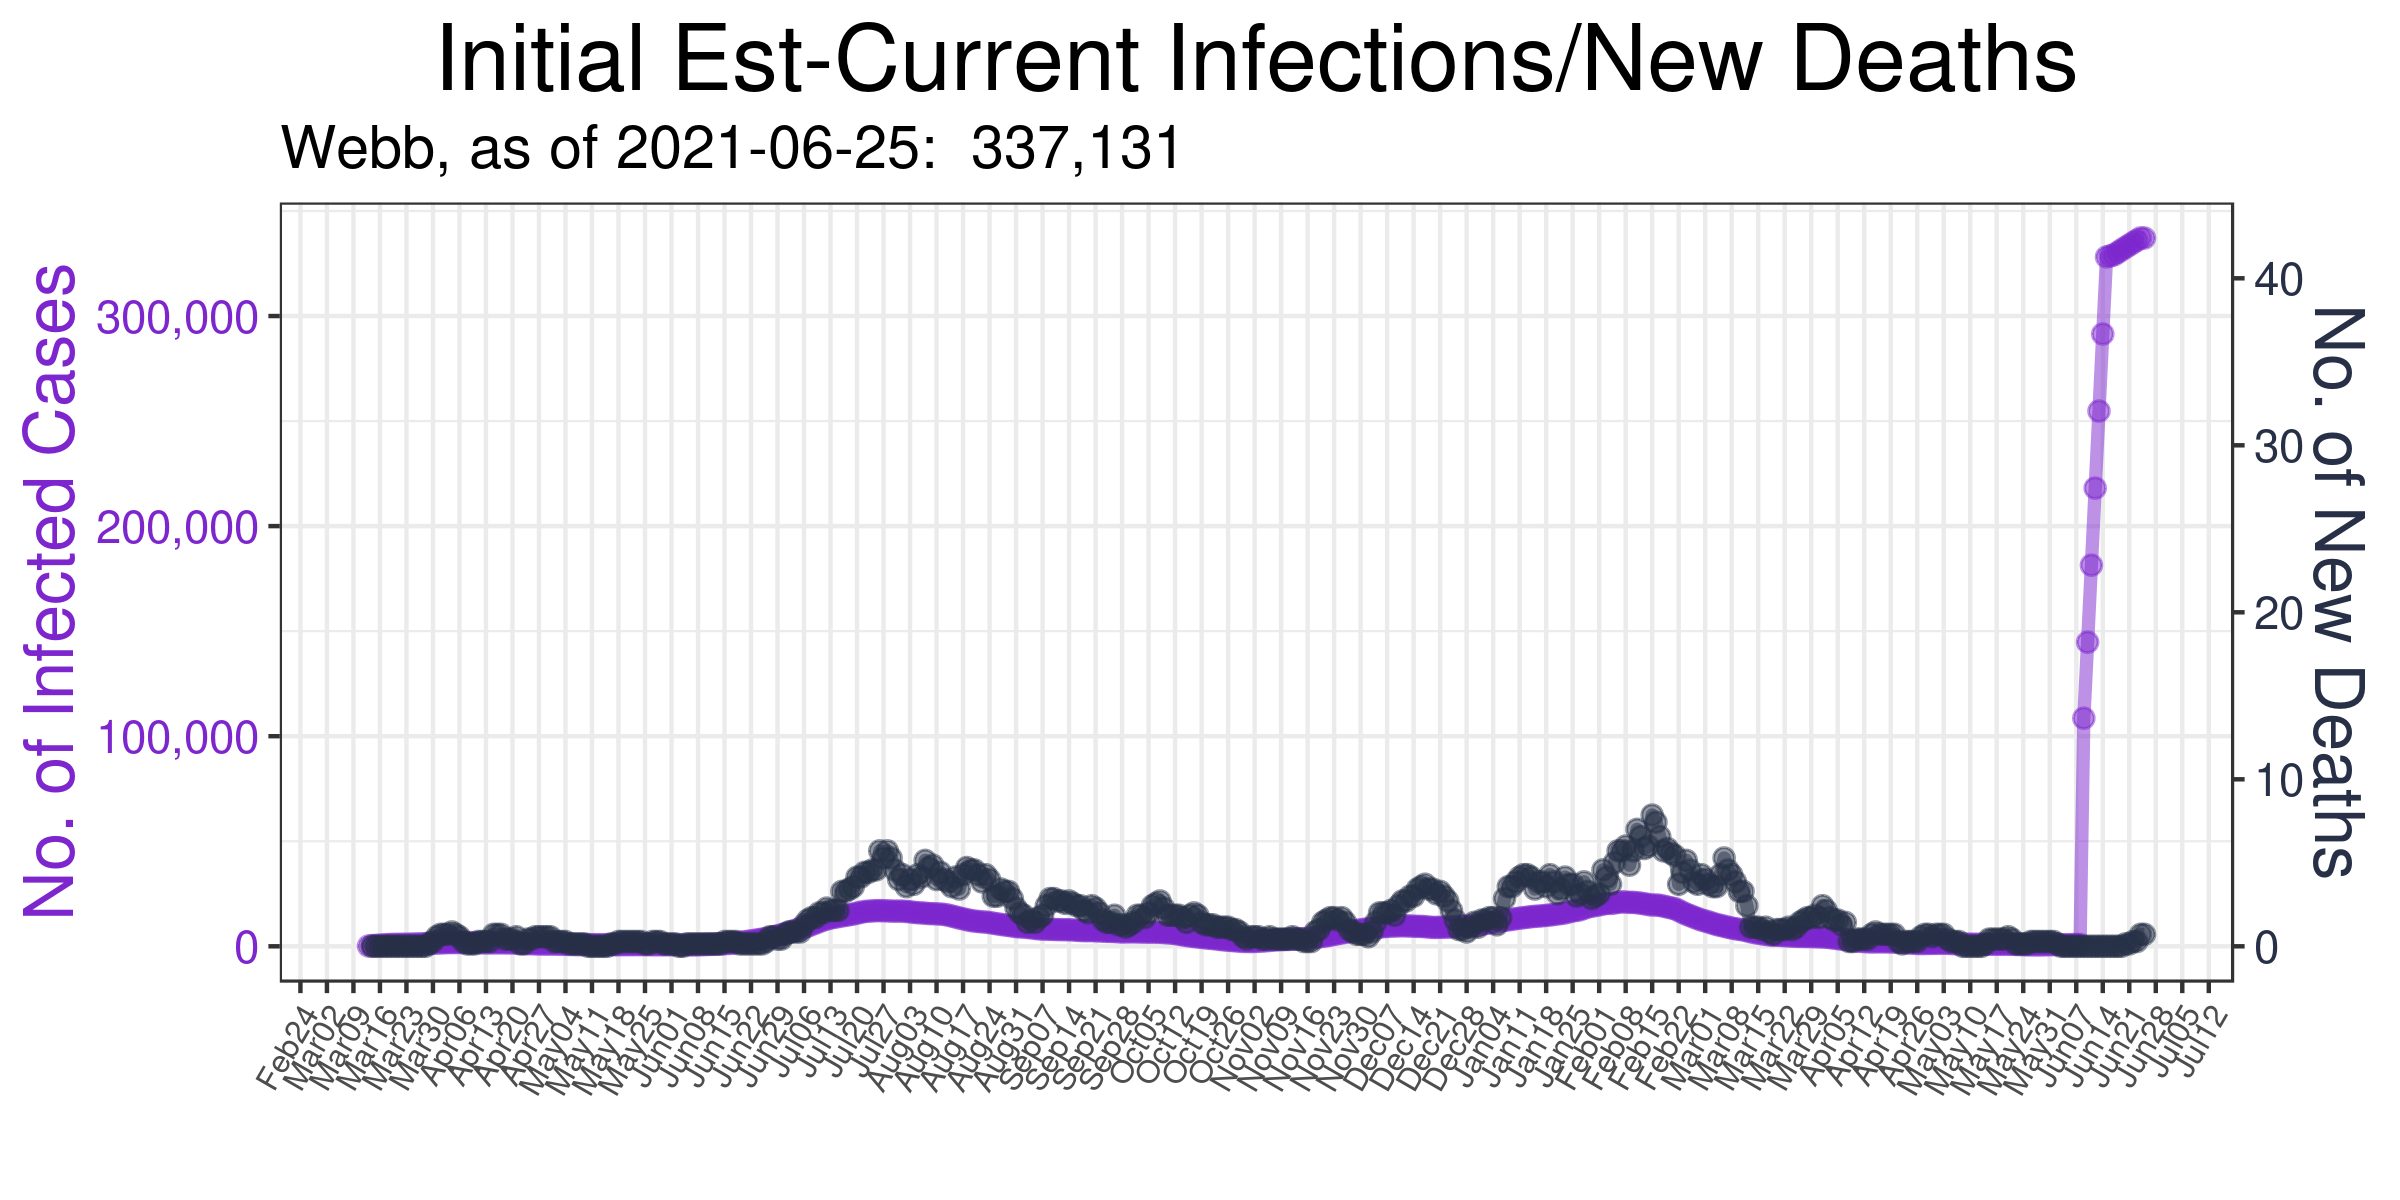 Initial Est-Current Infections/New Deaths
Webb, as of 2021-06-25:  337,131
No. of Infected Cases
300,000
200,000
100,000
0
40
30
20
10
0
No. of New Deaths
Feb24
Mar02
Mar09
Mar16
Mar23
Mar30
Apr06
Apr13
Apr20
Apr27
May04
May11
May18
May25
Jun01
Jun08
Jun15
Jun22
Jun29
Jul06
Jul13
Jul20
Jul27
Aug03
Aug10
Aug17
Aug24
Aug31
Sep07
Sep14
Sep21
Sep28
Oct05
Oct12
Oct19
Oct26
Nov02
Nov09
Nov16
Nov23
Nov30
Dec07
Dec14
Dec21
Dec28
Jan04
Jan11
Jan18
Jan25
Feb01
Feb08
Feb15
Feb22
Mar01
Mar08
Mar15
Mar22
Mar29
Apr05
Apr12
Apr19
Apr26
May03
May10
May17
May24
May31
Jun07
Jun14
Jun21
Jun28
Jul05
Jul12